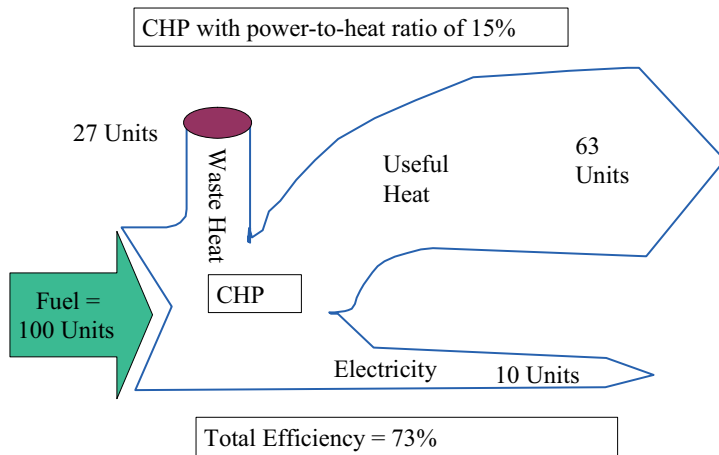 CHP with power-to-heat ratio of 15%
27 Units
Waste Heat
Useful
Heat
63
Units
Fuel =
100 Units
CHP
Electricity
10 Units
Total Efficiency = 73%